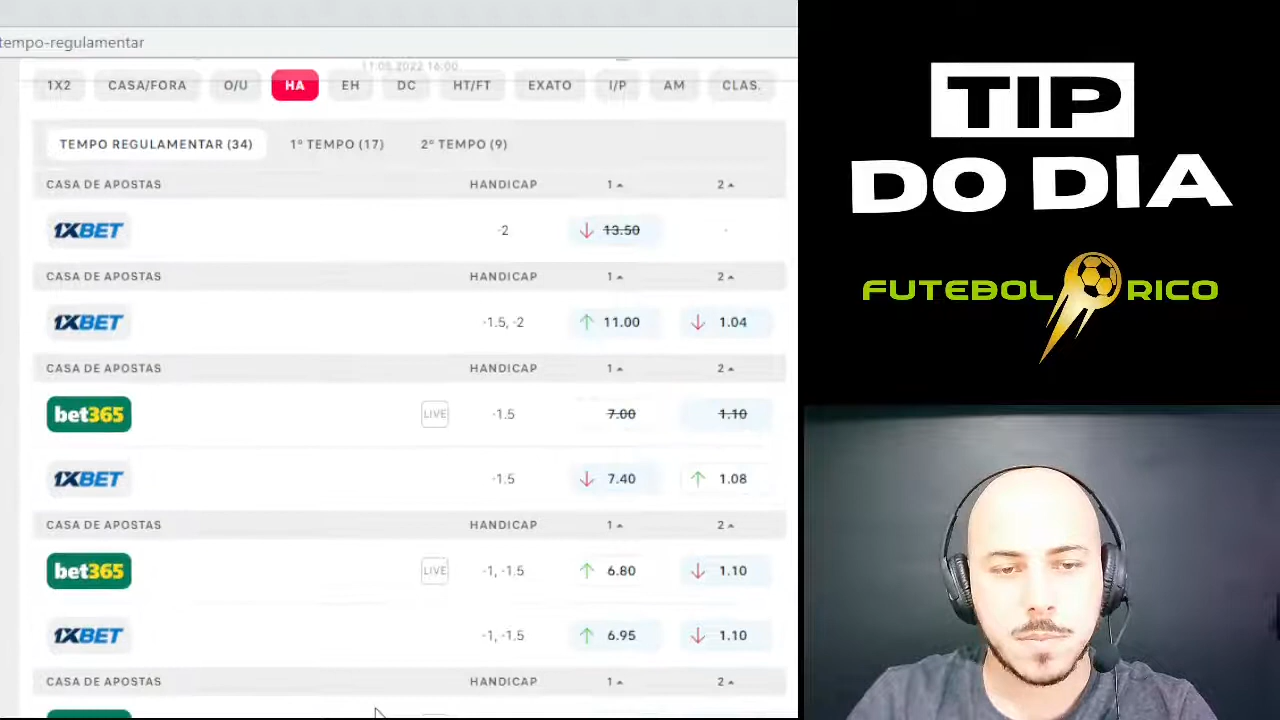 tempo-regulamentar
11.05.2022 16:00
1X2 CASA/FORA O/U HA EH DC HT/FT EXATO I/P AM CLAS.
TEMPO REGULAMENTAR (34) 1º TEMPO (17) 2º TEMPO (9)
CASA DE APOSTAS HANDICAP 1 2
1XBET -2 13.50 -
CASA DE APOSTAS HANDICAP 1 2
1XBET -1.5, -2 11.00 1.04
CASA DE APOSTAS HANDICAP 1 2
bet365 LIVE -1.5 7.00 1.10
1XBET -1.5 7.40 1.08
CASA DE APOSTAS HANDICAP 1 2
bet365 LIVE -1, -1.5 6.80 1.10
1XBET -1, -1.5 6.95 1.10
CASA DE APOSTAS HANDICAP 1 2
TIP
DO DIA
FUTEBOL RICO